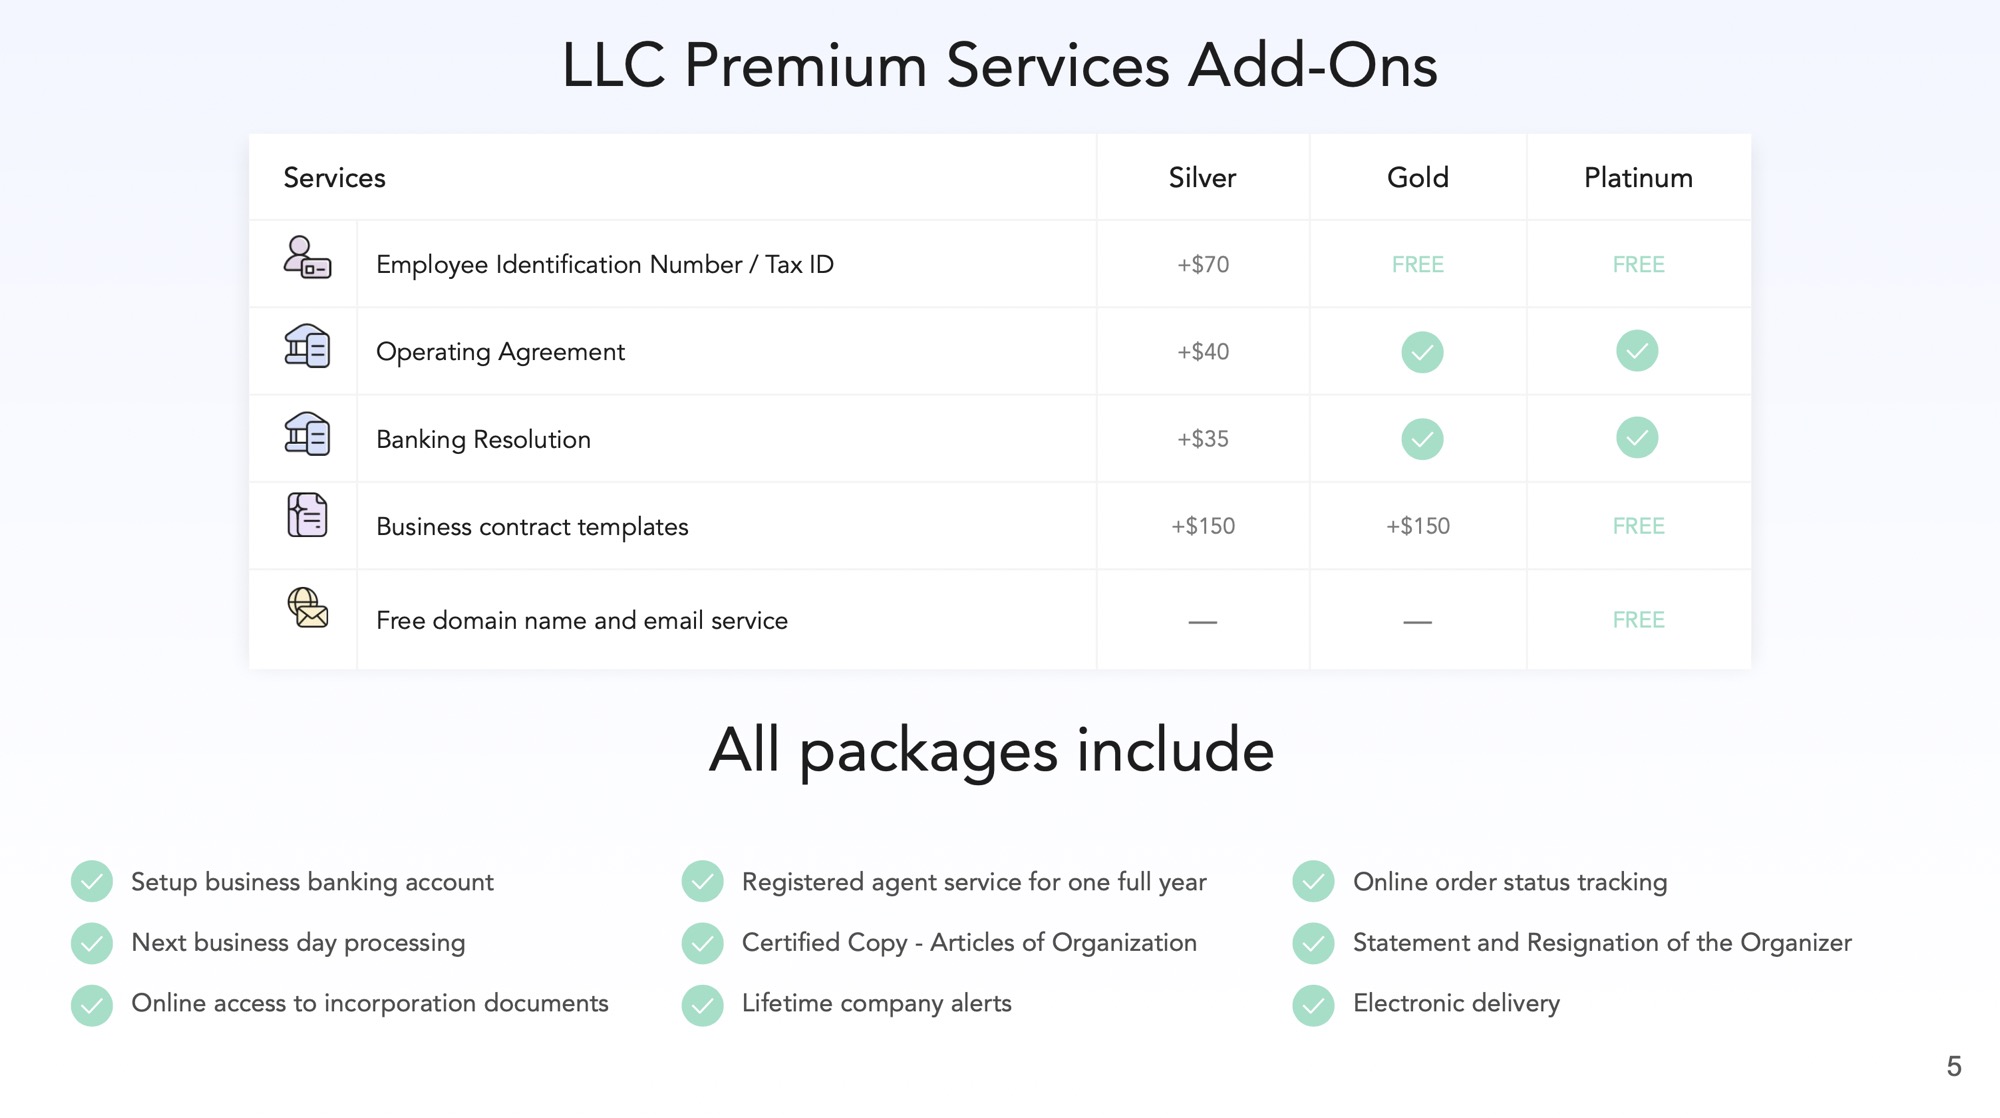 LLC Premium Services Add-Ons
Services Silver Gold Platinum
Employee Identification Number / Tax ID +$70 FREE FREE
Operating Agreement +$40
Banking Resolution +$35
Business contract templates +$150 +$150 FREE
Free domain name and email service — — FREE
All packages include
Setup business banking account
Next business day processing
Online access to incorporation documents
Registered agent service for one full year
Certified Copy - Articles of Organization
Lifetime company alerts
Online order status tracking
Statement and Resignation of the Organizer
Electronic delivery
5